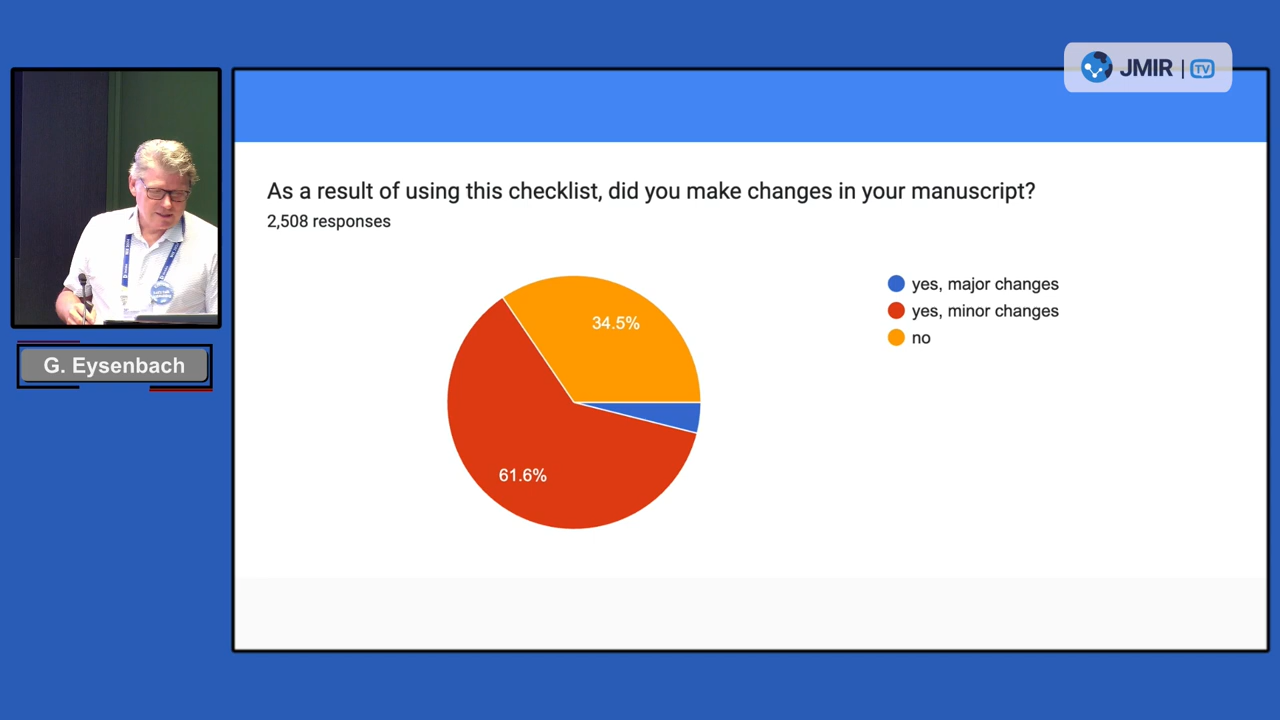 JMIR | TV
As a result of using this checklist, did you make changes in your manuscript?
2,508 responses
yes, major changes
yes, minor changes
no
34.5%
61.6%
G. Eysenbach